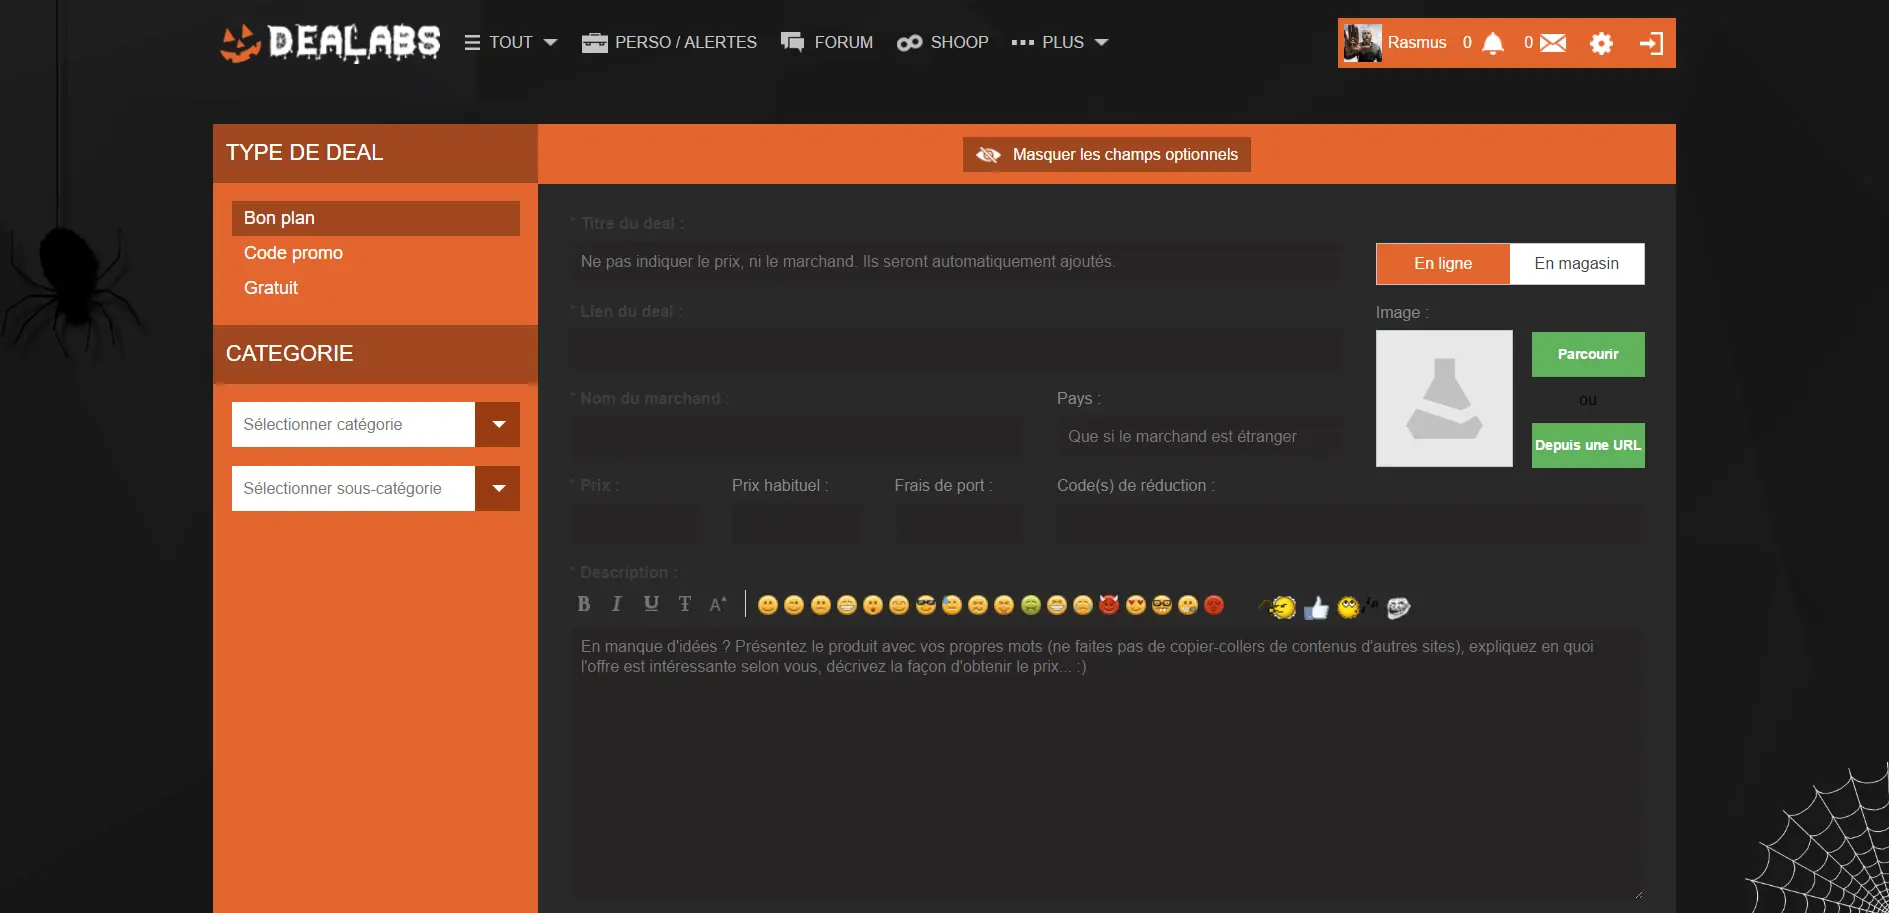 DEALABS
TOUT
PERSO / ALERTES
FORUM
SHOOP
PLUS
Rasmus
0
0
TYPE DE DEAL
Bon plan
Code promo
Gratuit
CATEGORIE
Sélectionner catégorie
Sélectionner sous-catégorie
Masquer les champs optionnels
* Titre du deal :
Ne pas indiquer le prix, ni le marchand. Ils seront automatiquement ajoutés.
En ligne
En magasin
* Lien du deal :
Image :
Parcourir
ou
Depuis une URL
* Nom du marchand :
Pays :
Que si le marchand est étranger
* Prix :
Prix habituel :
Frais de port :
Code(s) de réduction :
* Description :
B I U T A
En manque d'idées ? Présentez le produit avec vos propres mots (ne faites pas de copier-collers de contenus d'autres sites), expliquez en quoi
l'offre est intéressante selon vous, décrivez la façon d'obtenir le prix... :)